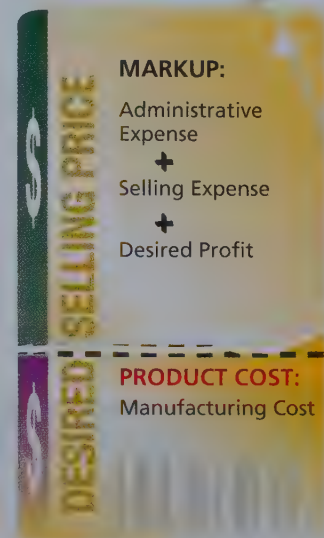 MARKUP:
Administrative
Expense
+
Selling Expense
+
Desired Profit
PRODUCT COST:
Manufacturing Cost
DESIRED SELLING PRICE
$
$